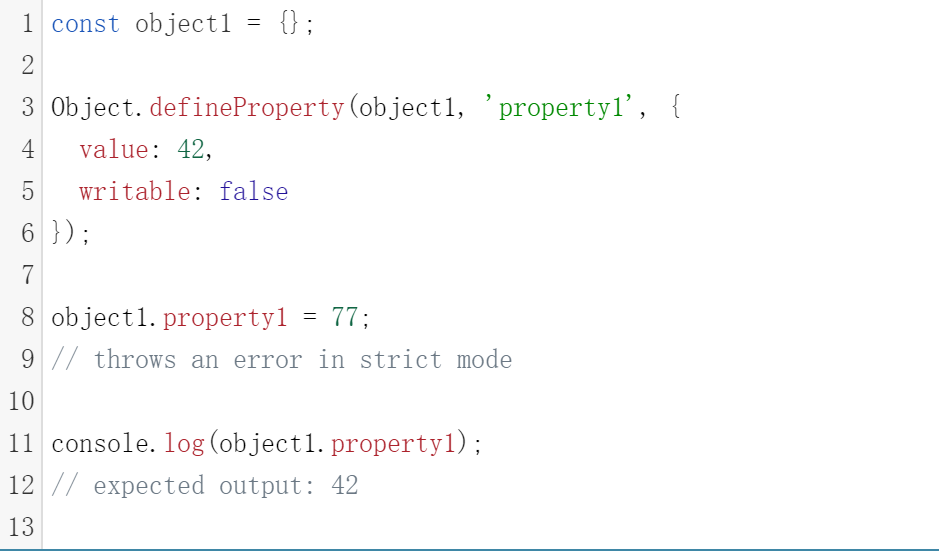 1 const object1 = {};
2
3 Object.defineProperty(object1, 'property1', {
4   value: 42,
5   writable: false
6 });
7
8 object1.property1 = 77;
9 // throws an error in strict mode
10
11 console.log(object1.property1);
12 // expected output: 42
13